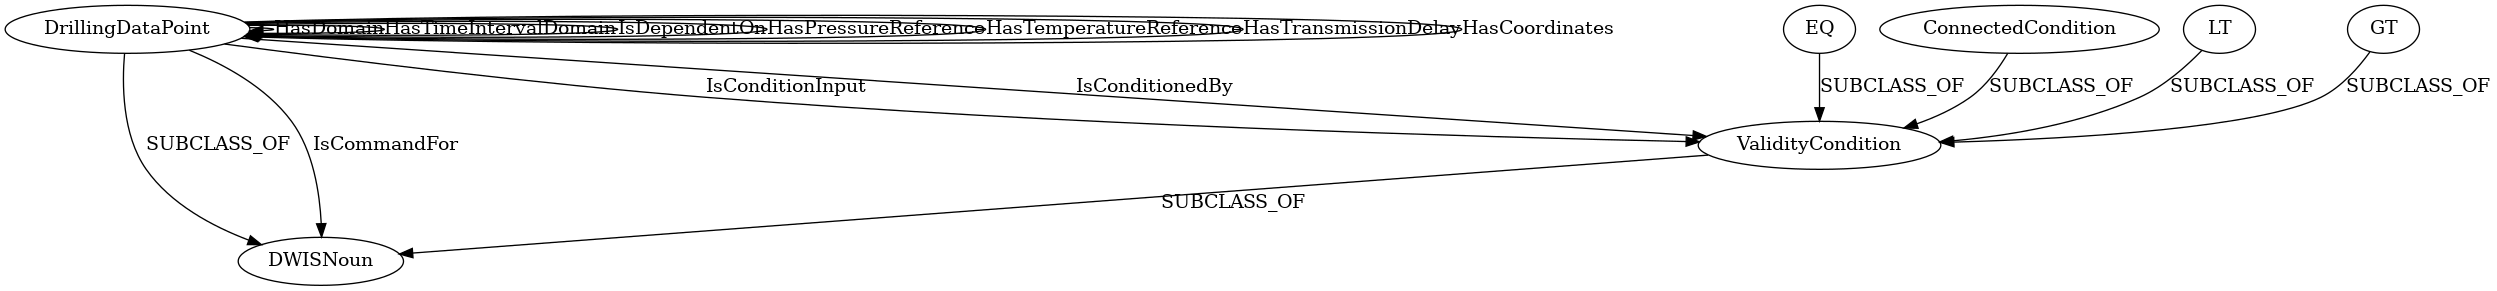 DrillingDataPoint
HasDomain
HasTimeIntervalDomain
IsDependentOn
HasPressureReference
HasTemperatureReference
HasTransmissionDelay
HasCoordinates
EQ
ConnectedCondition
LT
GT
IsConditionInput
IsConditionedBy
SUBCLASS_OF
SUBCLASS_OF
SUBCLASS_OF
SUBCLASS_OF
SUBCLASS_OF
IsCommandFor
ValidityCondition
SUBCLASS_OF
DWISNoun